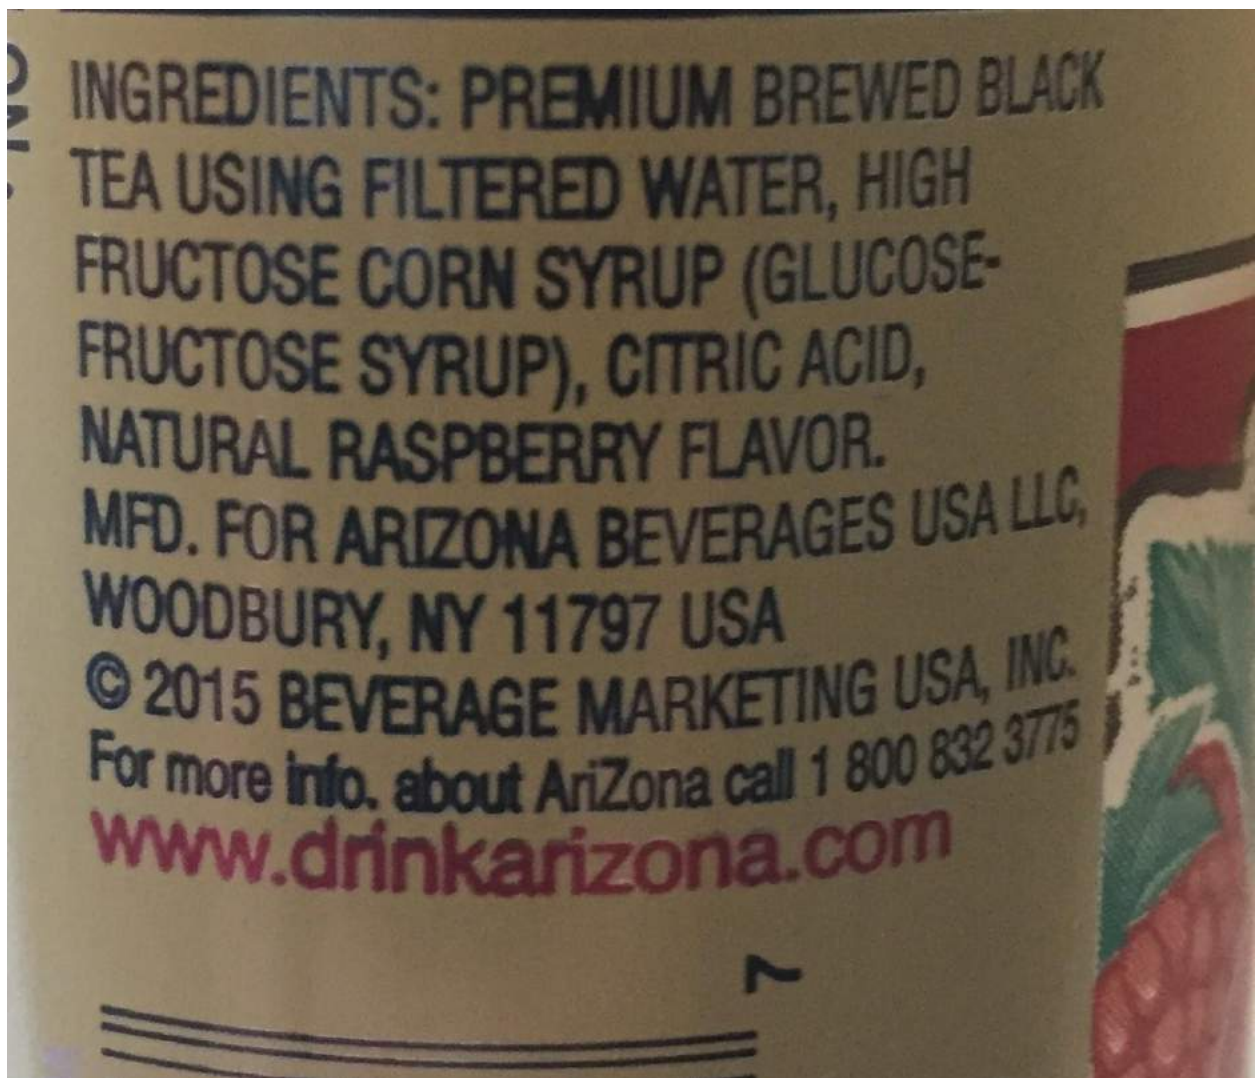 INGREDIENTS: PREMIUM BREWED BLACK
TEA USING FILTERED WATER, HIGH
FRUCTOSE CORN SYRUP (GLUCOSE-
FRUCTOSE SYRUP), CITRIC ACID,
NATURAL RASPBERRY FLAVOR.
MFD. FOR ARIZONA BEVERAGES USA LLC,
WOODBURY, NY 11797 USA
© 2015 BEVERAGE MARKETING USA, INC.
For more info. about AriZona call 1 800 832 3775
www.drinkarizona.com
7